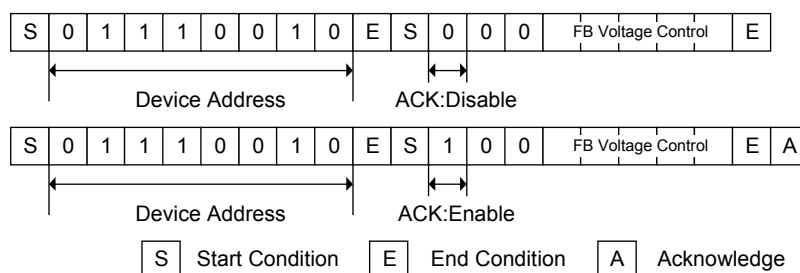 S 0 1 1 1 0 0 1 0 E S 0 0 0 FB Voltage Control E
Device Address ACK:Disable
S 0 1 1 1 0 0 1 0 E S 1 0 0 FB Voltage Control E A
Device Address ACK:Enable
S Start Condition E End Condition A Acknowledge